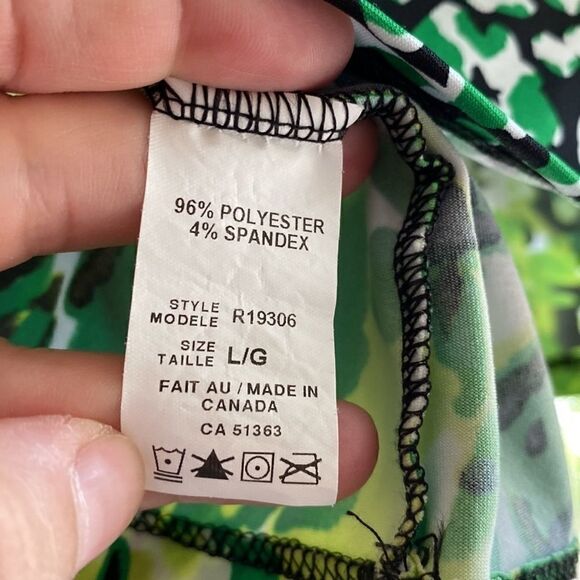 96% POLYESTER
4% SPANDEX
STYLE
MODELE R19306
SIZE
TAILLE L/G
FAIT AU / MADE IN
CANADA
CA 51363